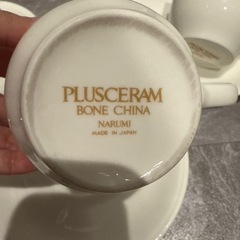 PLUSCERAM
BONE CHINA
NARUMI
MADE IN JAPAN